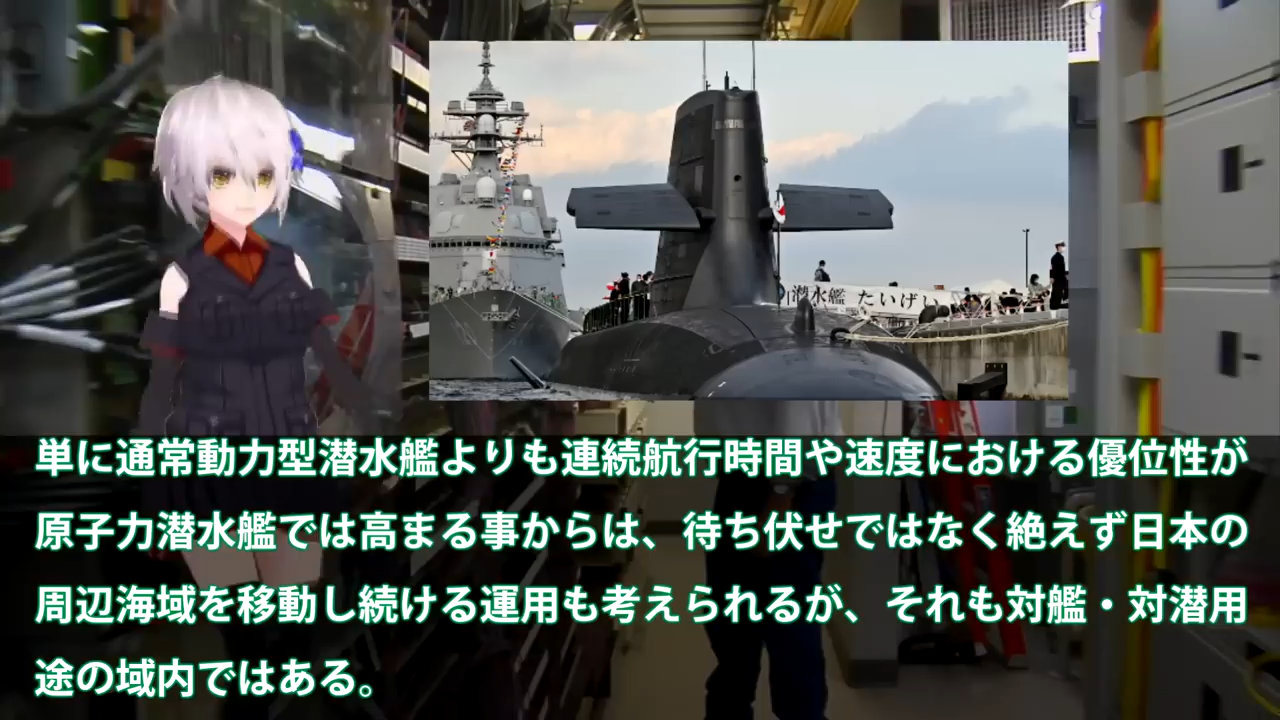 潜水艦 たいげい
単に通常動力型潜水艦よりも連続航行時間や速度における優位性が
原子力潜水艦では高まる事からは、待ち伏せではなく絶えず日本の
周辺海域を移動し続ける運用も考えられるが、それも対艦・対潜用
途の域内ではある。